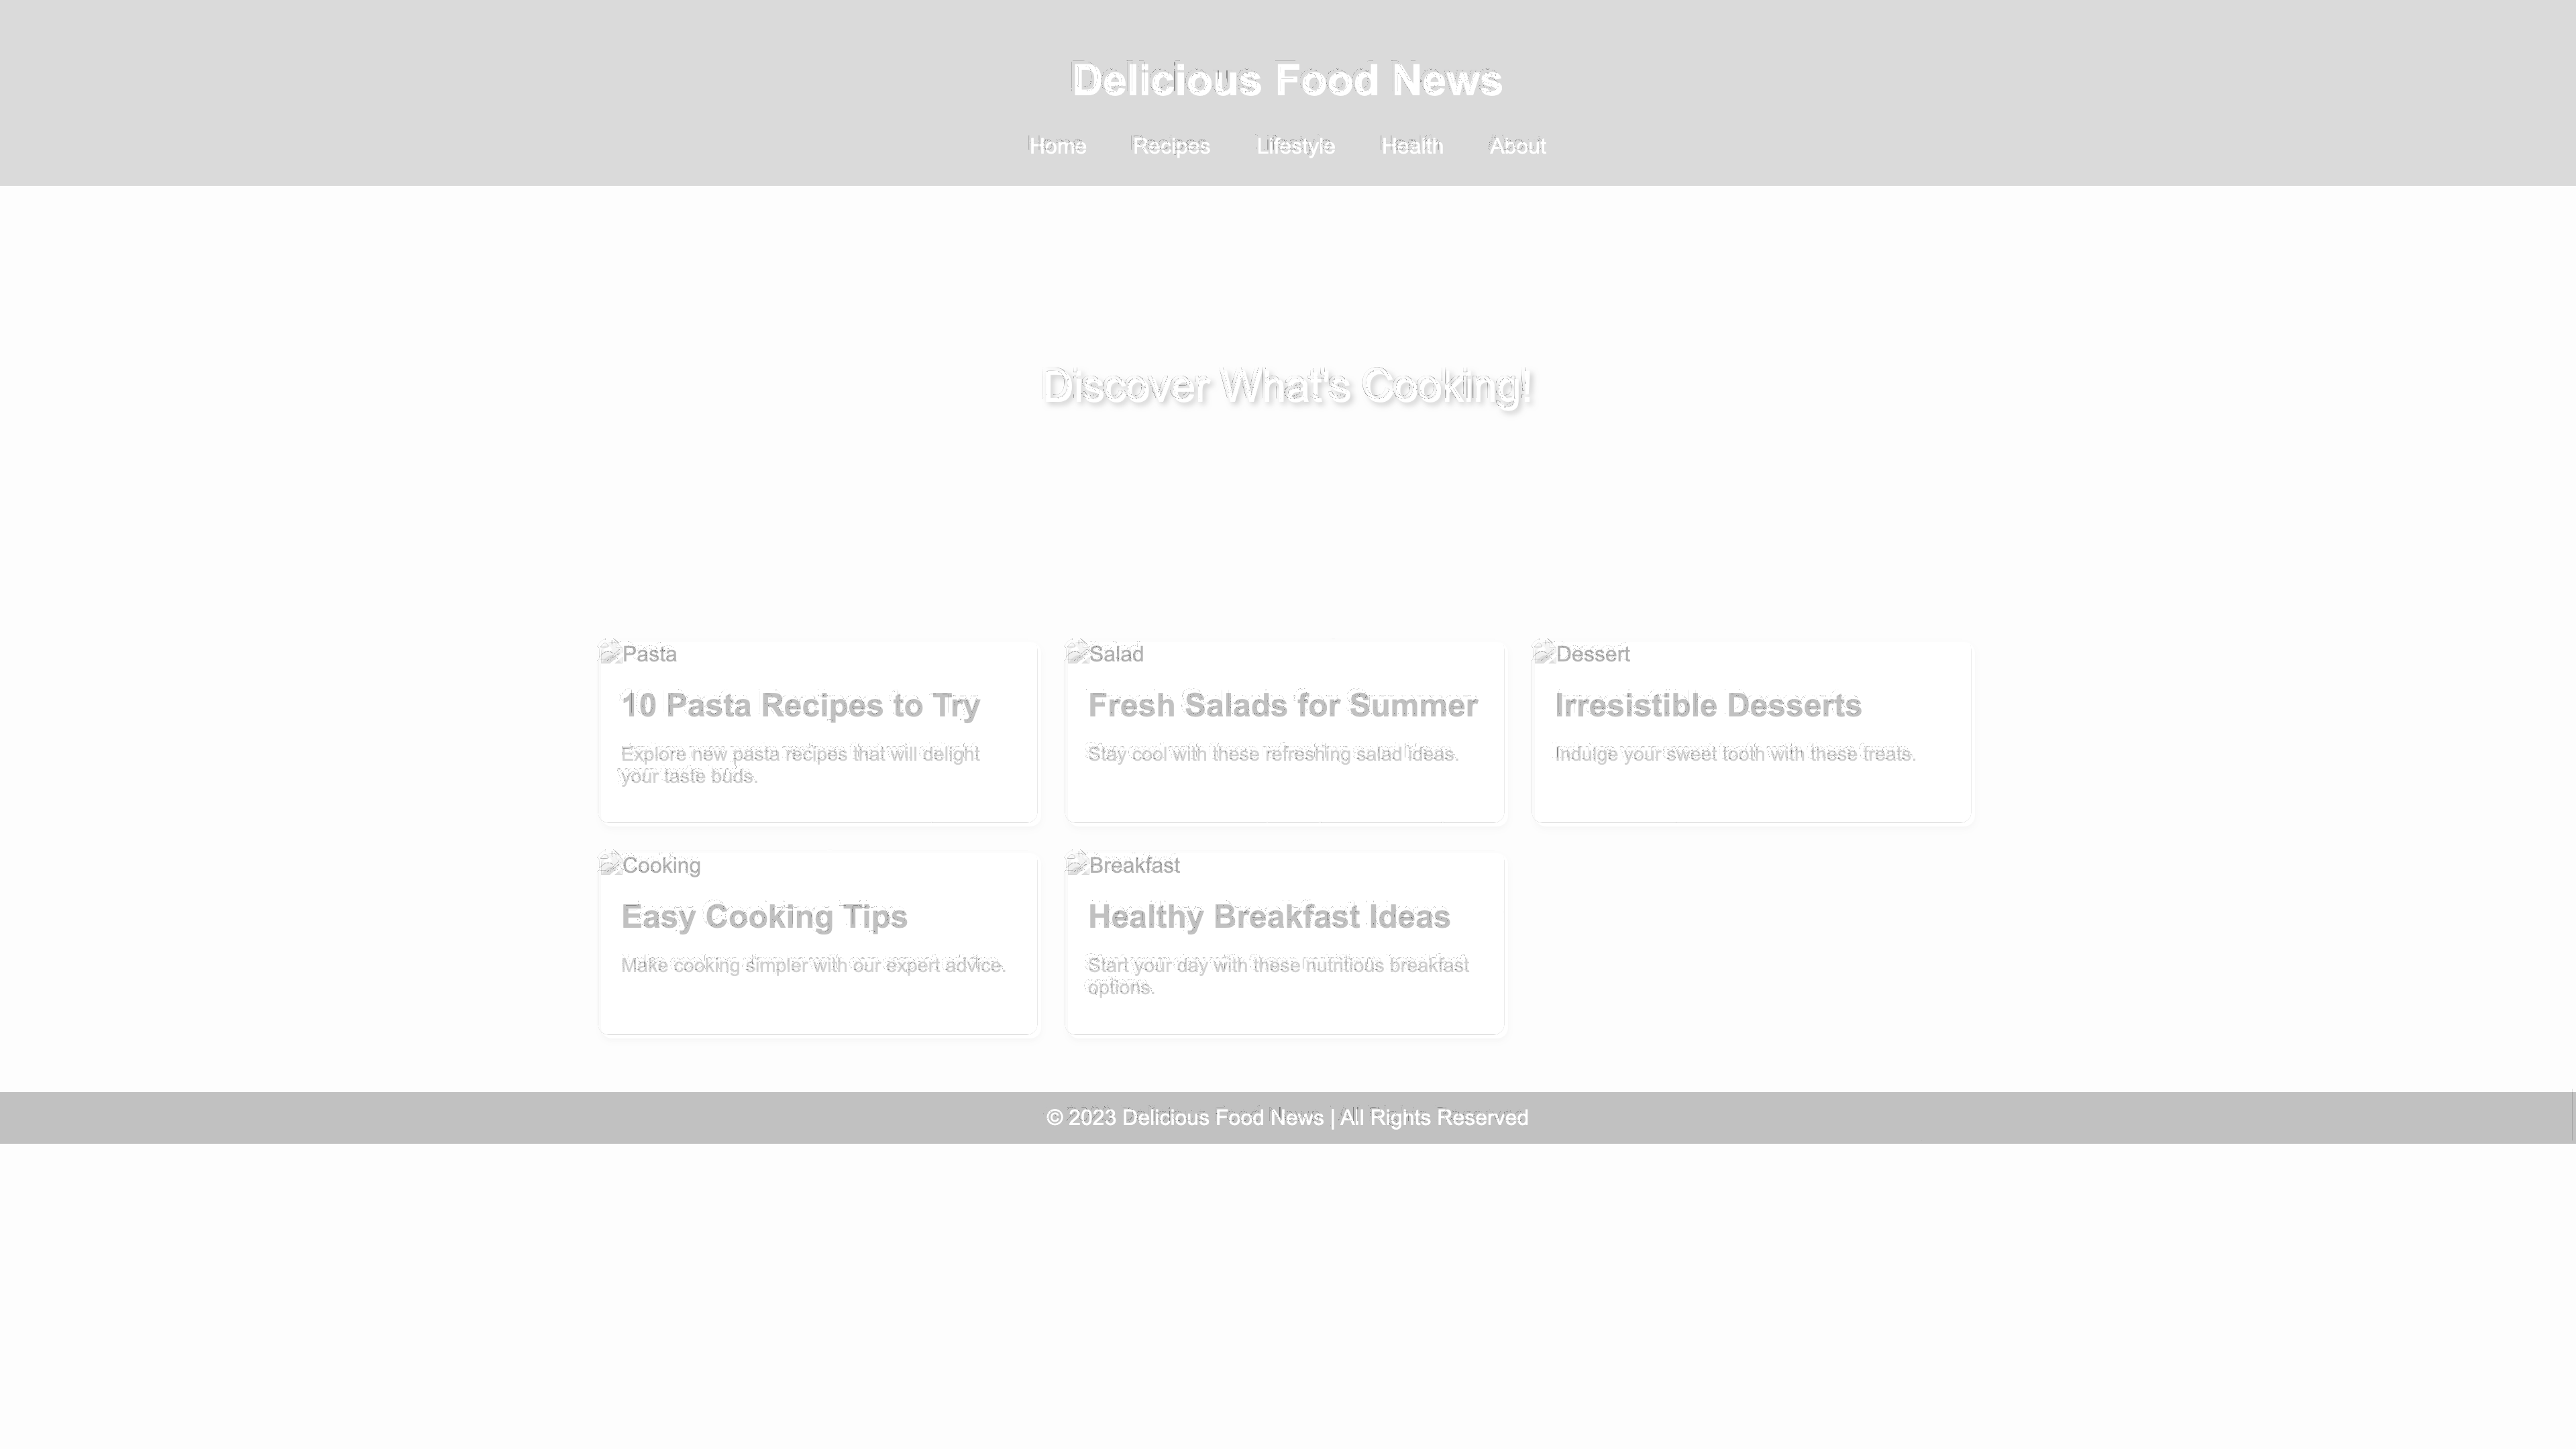 Delicious Food News
Home Recipes Lifestyle Health About
Discover What's Cooking!
Pasta
10 Pasta Recipes to Try
Explore new pasta recipes that will delight
your taste buds.
Salad
Fresh Salads for Summer
Stay cool with these refreshing salad ideas.
Dessert
Irresistible Desserts
Indulge your sweet tooth with these treats.
Cooking
Easy Cooking Tips
Make cooking simpler with our expert advice.
Breakfast
Healthy Breakfast Ideas
Start your day with these nutritious breakfast
options.
© 2023 Delicious Food News | All Rights Reserved